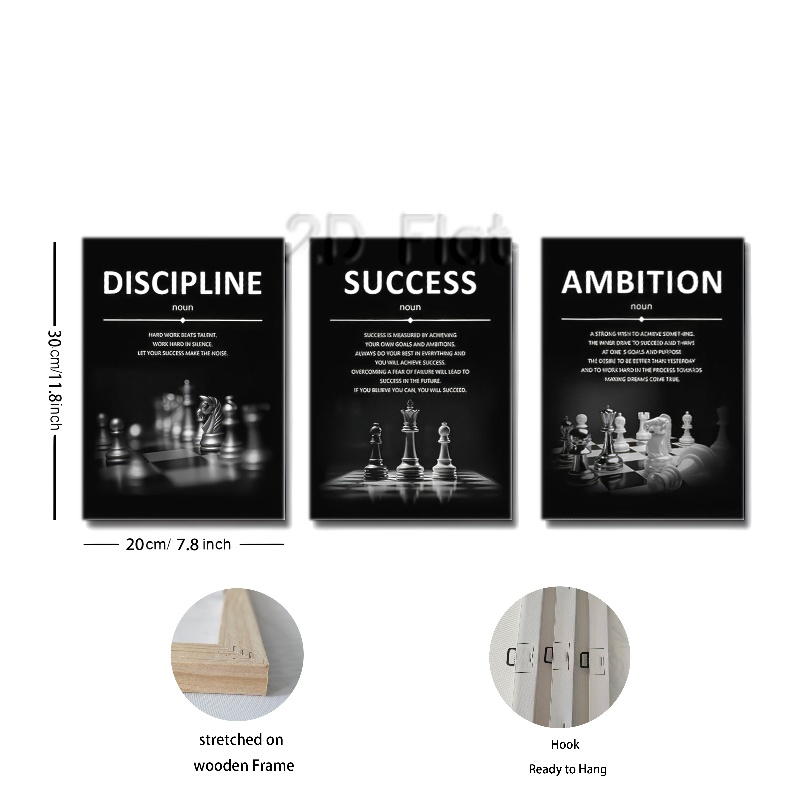 2D Flat
DISCIPLINE
noun
HARD WORK BEATS TALENT.
WORK HARD IN SILENCE.
LET YOUR SUCCESS MAKE THE NOISE.
SUCCESS
noun
SUCCESS IS MEASURED BY ACHIEVING
YOUR OWN GOALS AND AMBITIONS.
ALWAYS DO YOUR BEST IN EVERYTHING AND
YOU WILL ACHIEVE SUCCESS.
OVERCOMING A FEAR OF FAILURE WILL LEAD TO
SUCCESS IN THE FUTURE.
IF YOU BELIEVE YOU CAN, YOU WILL SUCCEED.
AMBITION
noun
A STRONG WISH TO ACHIEVE SOMETHING.
THE INNER DRIVE TO SUCCEED AND THRIVE
AT ONE'S GOALS AND PURPOSE
THE DESIRE TO BE BETTER THAN YESTERDAY
AND TO WORK HARD IN THE PROCESS TOWARDS
MAKING DREAMS COME TRUE.
30cm/11.8inch
20cm/ 7.8 inch
stretched on
wooden Frame
Hook
Ready to Hang